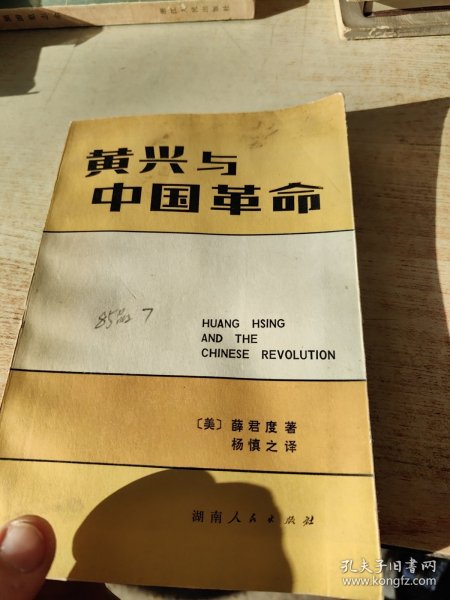 黄兴与
中国革命
HUANG HSING
AND THE
CHINESE REVOLUTION
〔美〕薛君度著
杨慎之译
湖南人民出版社
孔夫子旧书网
www.kongfz.com